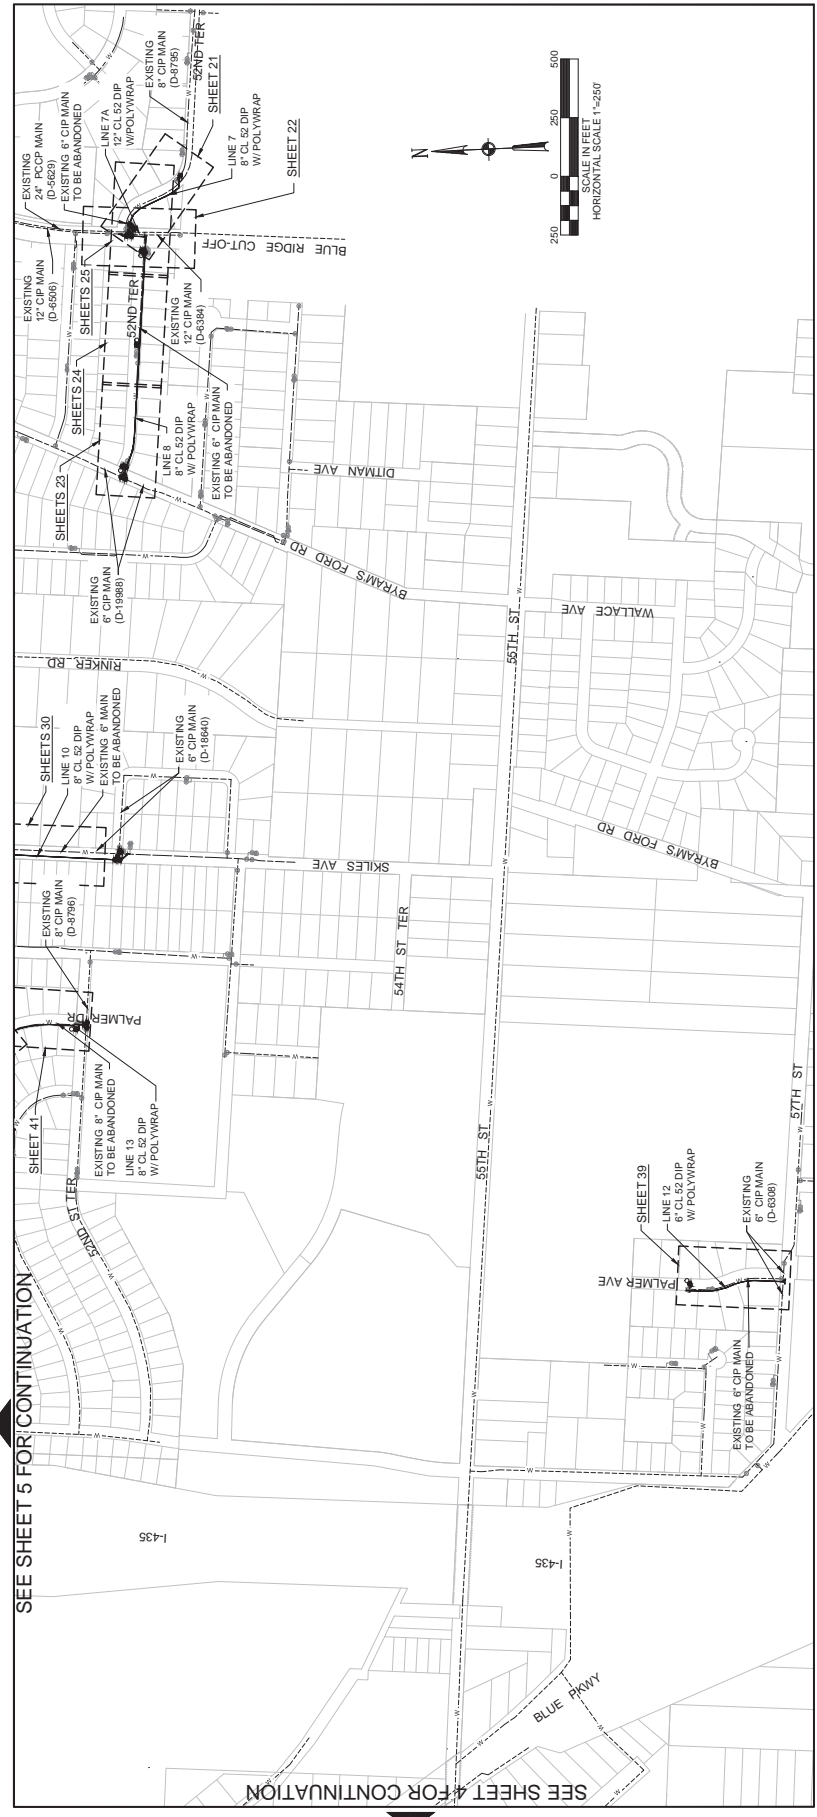 SEE SHEET 5 FOR CONTINUATION
SEE SHEET 4 FOR CONTINUATION
I-435
I-435
BLUE PKWY
52ND ST TER
SHEET 41
EXISTING 8" CIP MAIN
TO BE ABANDONED
LINE 13
8" CL 52 DIP
W/ POLYWRAP
PALMER DR
EXISTING
8" CIP MAIN
(D-8796)
SHEETS 30
LINE 10
8" CL 52 DIP
W/ POLYWRAP
EXISTING 6" MAIN
TO BE ABANDONED
EXISTING
6" CIP MAIN
(D-18640)
SKILES AVE
54TH ST TER
RINKER RD
EXISTING
6" CIP MAIN
(D-19988)
SHEETS 23
SHEETS 24
SHEETS 25
LINE 8
8" CL 52 DIP
W/ POLYWRAP
EXISTING 6" CIP MAIN
TO BE ABANDONED
52ND TER
EXISTING
12" CIP MAIN
(D-6384)
EXISTING
12" CIP MAIN
(D-6506)
EXISTING
24" PCCP MAIN
(D-5629)
EXISTING 6" CIP MAIN
TO BE ABANDONED
LINE 7A
12" CL 52 DIP
W/POLYWRAP
EXISTING
8" CIP MAIN
(D-8795)
52ND TER
SHEET 21
LINE 7
8" CL 52 DIP
W/ POLYWRAP
SHEET 22
BLUE RIDGE CUT-OFF
DITMAN AVE
BYRAM'S FORD RD
55TH ST
55TH ST
WALLACE AVE
BYRAM'S FORD RD
57TH ST
SHEET 39
LINE 12
6" CL 52 DIP
W/ POLYWRAP
PALMER AVE
EXISTING
6" CIP MAIN
(D-6308)
EXISTING 6" CIP MAIN
TO BE ABANDONED
N
250
0
250
500
SCALE IN FEET
HORIZONTAL SCALE 1"=250'